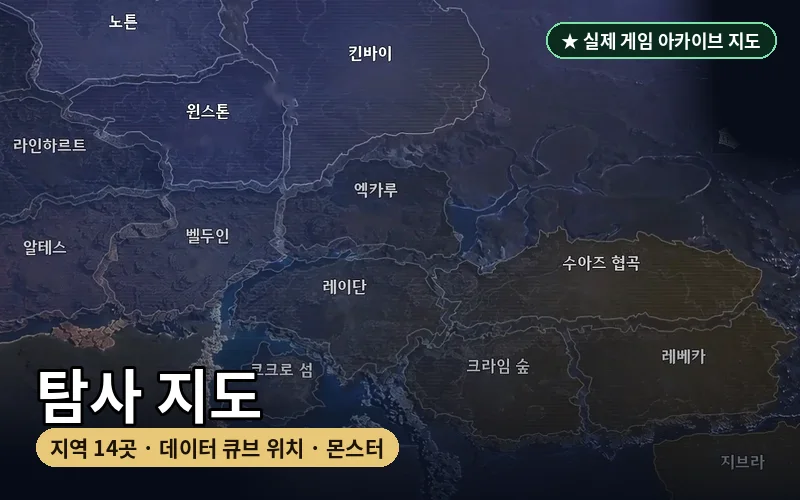 노튼
킨바이
★ 실제 게임 아카이브 지도
윈스톤
라인하르트
엑카루
벨두인
알테스
수아즈 협곡
레이단
레베카
코크로 섬
크라임 숲
탐사 지도
지역 14곳 · 데이터 큐브 위치 · 몬스터
지브라